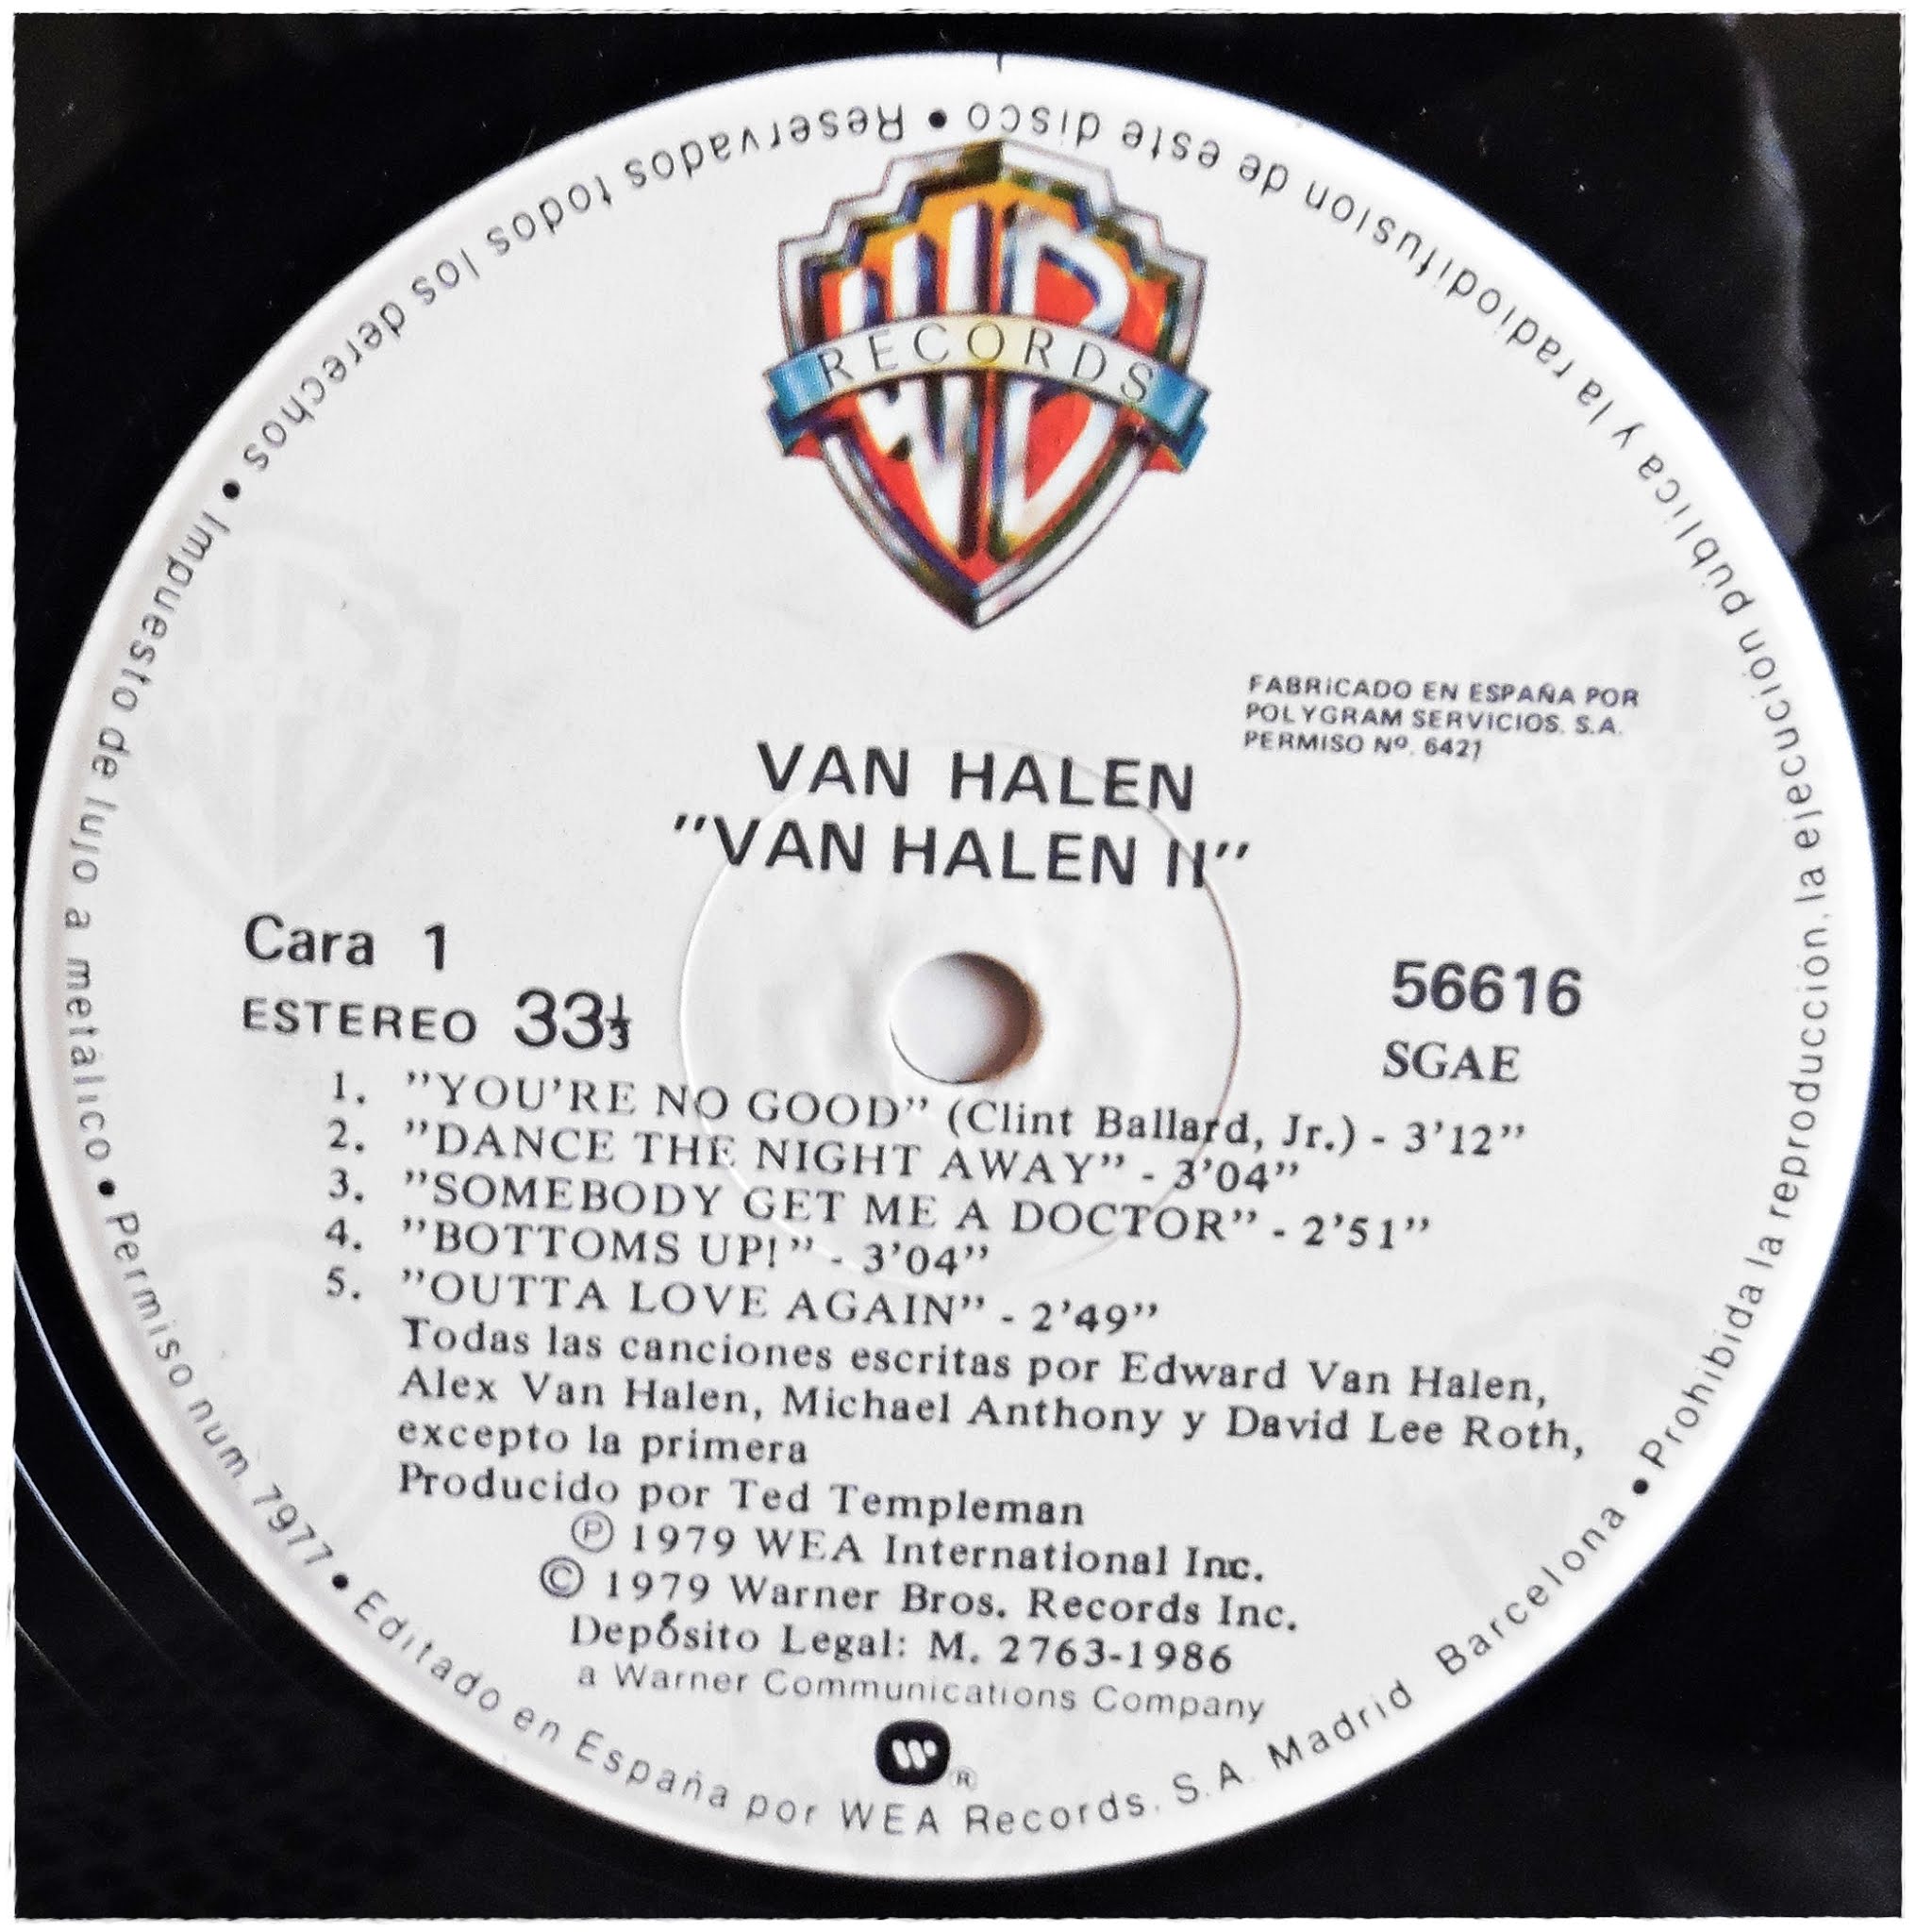 WB
RECORDS
FABRICADO EN ESPAÑA POR
POLYGRAM SERVICIOS. S.A.
PERMISO Nº. 6421
VAN HALEN
"VAN HALEN II"
Cara 1
ESTEREO 33⅓
56616
SGAE
1. "YOU'RE NO GOOD" (Clint Ballard, Jr.) - 3'12"
2. "DANCE THE NIGHT AWAY" - 3'04"
3. "SOMEBODY GET ME A DOCTOR" - 2'51"
4. "BOTTOMS UP!" - 3'04"
5. "OUTTA LOVE AGAIN" - 2'49"
Todas las canciones escritas por Edward Van Halen,
Alex Van Halen, Michael Anthony y David Lee Roth,
excepto la primera
Producido por Ted Templeman
Ⓟ 1979 WEA International Inc.
© 1979 Warner Bros. Records Inc.
Depósito Legal: M. 2763-1986
a Warner Communications Company
W ®
Reservados todos los derechos • Impuesto de lujo a metálico • Permiso num. 7977 • Editado en España por WEA Records. S.A. Madrid Barcelona • Prohibida la reproducción, la ejecución pública y la radiodifusión de este disco •